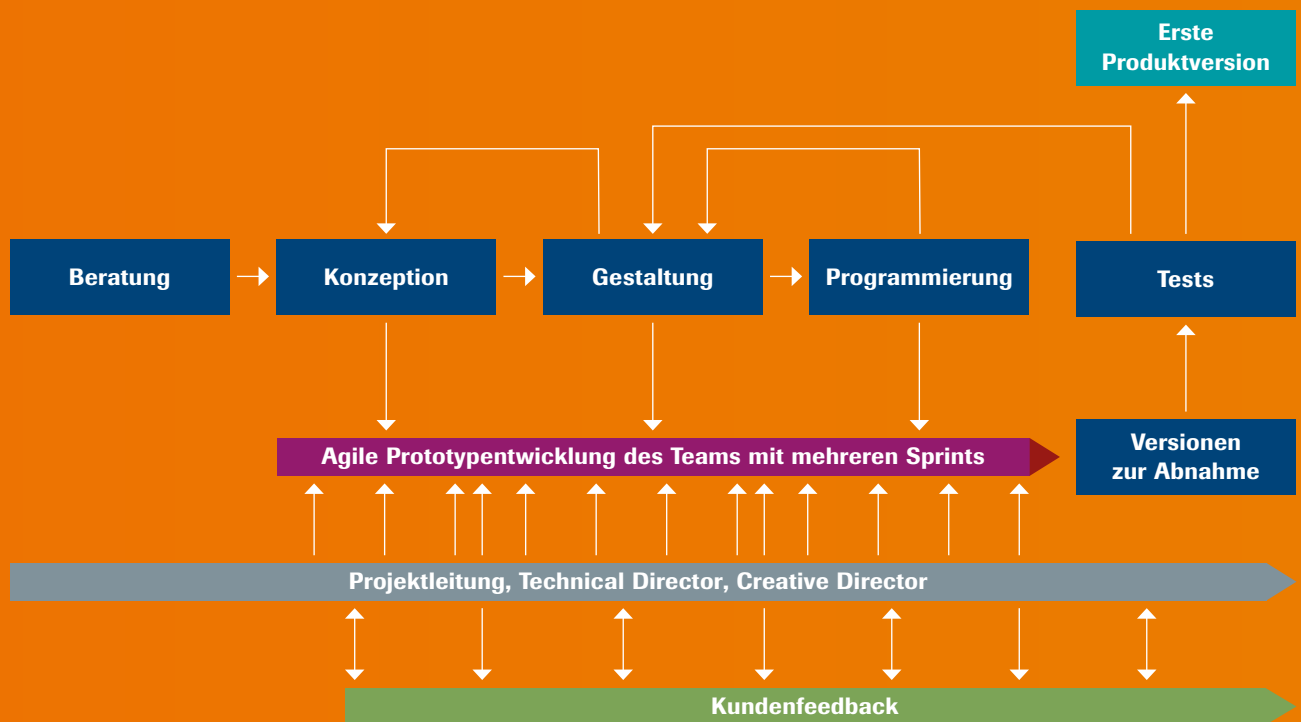 Erste
Produktversion
Beratung
Konzeption
Gestaltung
Programmierung
Tests
Agile Prototypentwicklung des Teams mit mehreren Sprints
Versionen
zur Abnahme
Projektleitung, Technical Director, Creative Director
Kundenfeedback